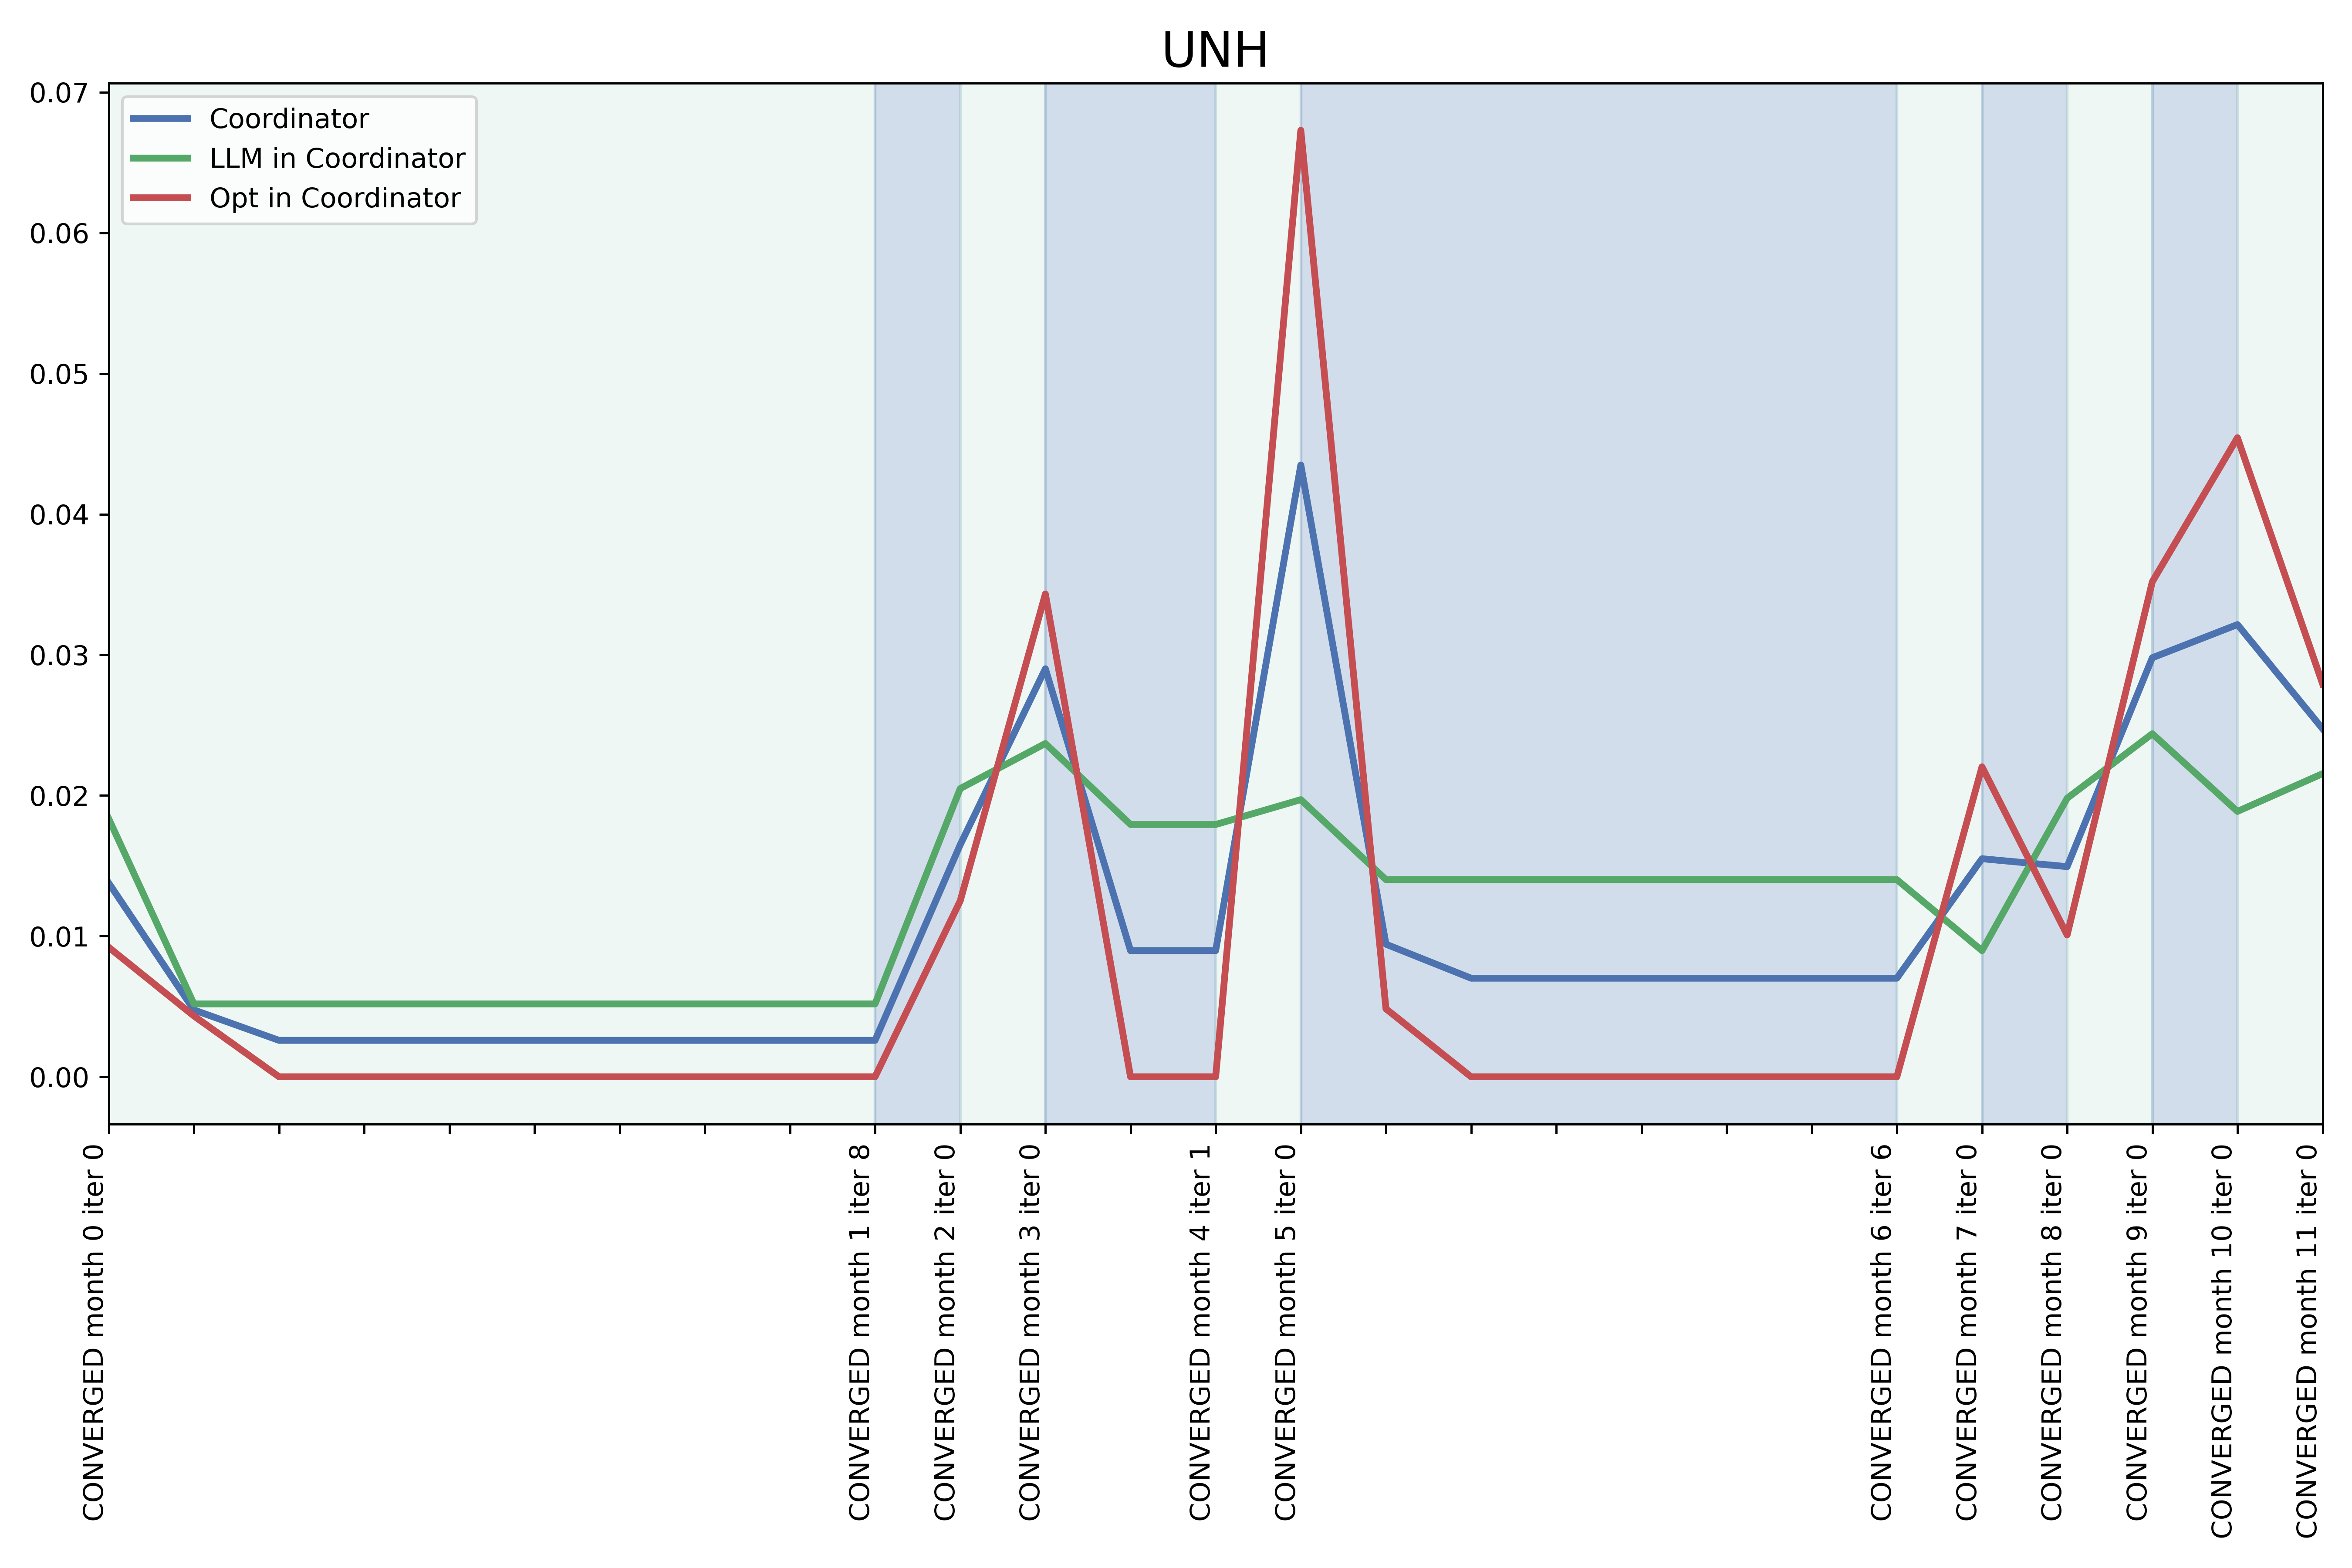 UNH
Coordinator
LLM in Coordinator
Opt in Coordinator
0.07
0.06
0.05
0.04
0.03
0.02
0.01
0.00
CONVERGED month 0 iter 0
CONVERGED month 1 iter 8
CONVERGED month 2 iter 0
CONVERGED month 3 iter 0
CONVERGED month 4 iter 1
CONVERGED month 5 iter 0
CONVERGED month 6 iter 6
CONVERGED month 7 iter 0
CONVERGED month 8 iter 0
CONVERGED month 9 iter 0
CONVERGED month 10 iter 0
CONVERGED month 11 iter 0